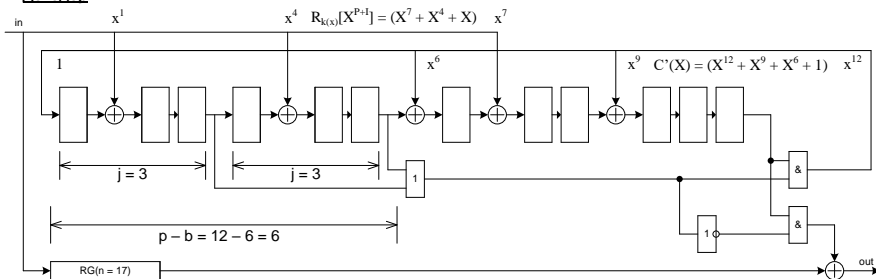 in
x¹ x⁴ R_k(x)[X^P+I] = (X⁷ + X⁴ + X) x⁷
1 x⁶ x⁹ C’(X) = (X¹² + X⁹ + X⁶ + 1) x¹²
j = 3 j = 3
1
&
p – b = 12 – 6 = 6
1
&
RG(n = 17)
out